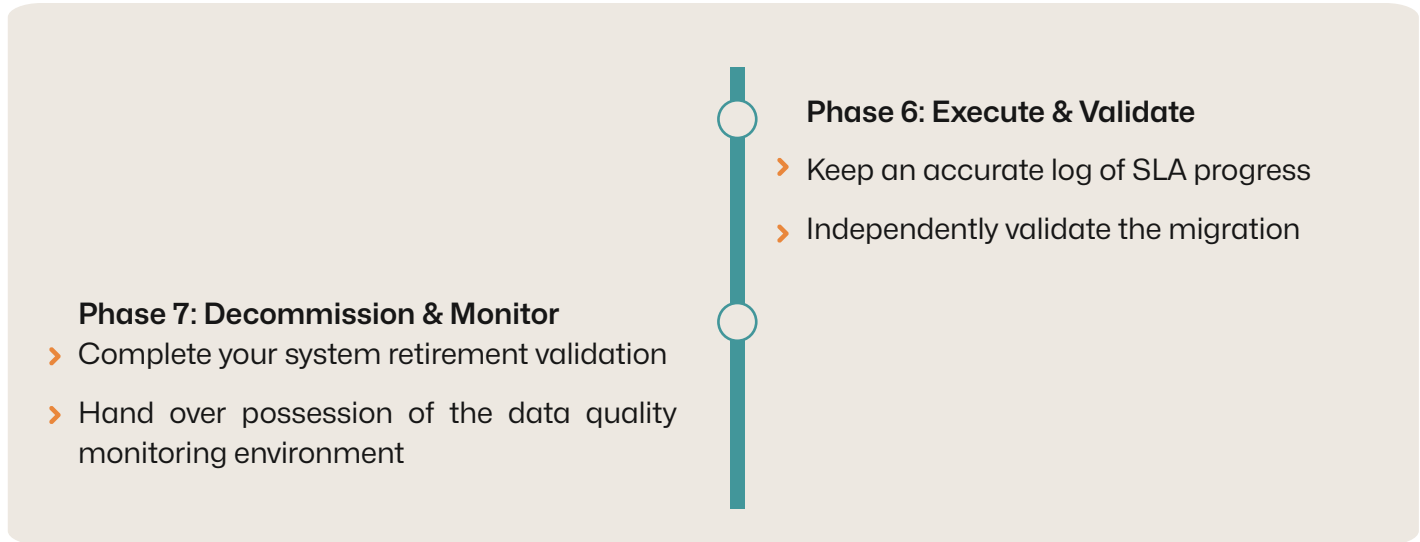 Phase 6: Execute & Validate
Keep an accurate log of SLA progress
Independently validate the migration
Phase 7: Decommission & Monitor
Complete your system retirement validation
Hand over possession of the data quality
monitoring environment